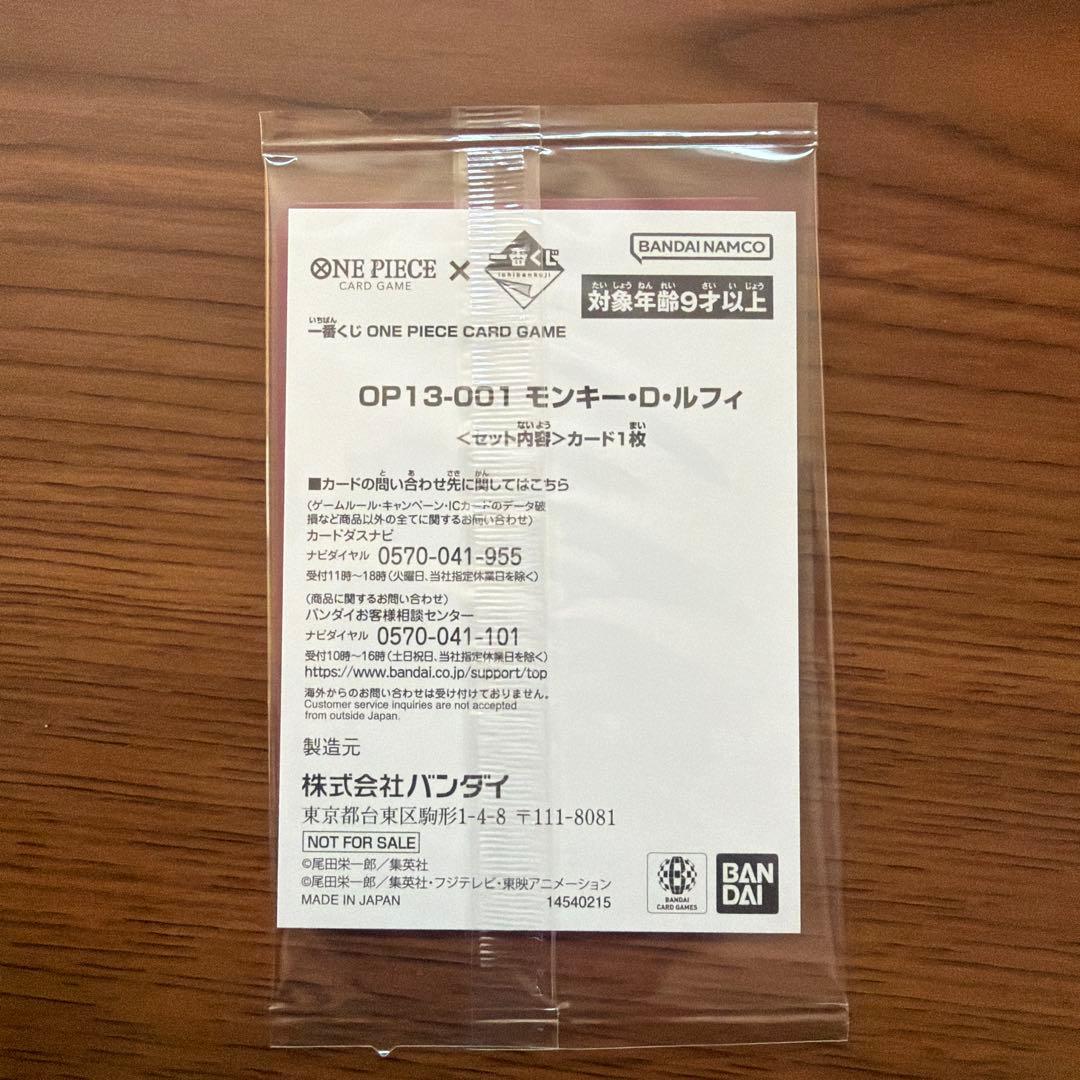 ONE PIECE
CARD GAME
×
一番くじ
ichibankuji
BANDAI NAMCO
たいしょうねんれい さいいじょう
対象年齢9才以上
いちばん
一番くじ ONE PIECE CARD GAME
OP13-001 モンキー・D・ルフィ
ないよう まい
<セット内容>カード1枚
と あ さき かん
■カードの問い合わせ先に関してはこちら
(ゲームルール・キャンペーン・ICカードのデータ破
損など商品以外の全てに関するお問い合わせ)
カードダスナビ
ナビダイヤル 0570-041-955
受付11時～18時(火曜日、当社指定休業日を除く)
(商品に関するお問い合わせ)
バンダイお客様相談センター
ナビダイヤル 0570-041-101
受付10時～16時(土日祝日、当社指定休業日を除く)
https://www.bandai.co.jp/support/top
海外からのお問い合わせは受け付けておりません。
Customer service inquiries are not accepted
from outside Japan.
製造元
株式会社バンダイ
東京都台東区駒形1-4-8 〒111-8081
NOT FOR SALE
©尾田栄一郎／集英社
©尾田栄一郎／集英社・フジテレビ・東映アニメーション
MADE IN JAPAN 14540215
B
BANDAI
CARD GAMES
BAN
DAI